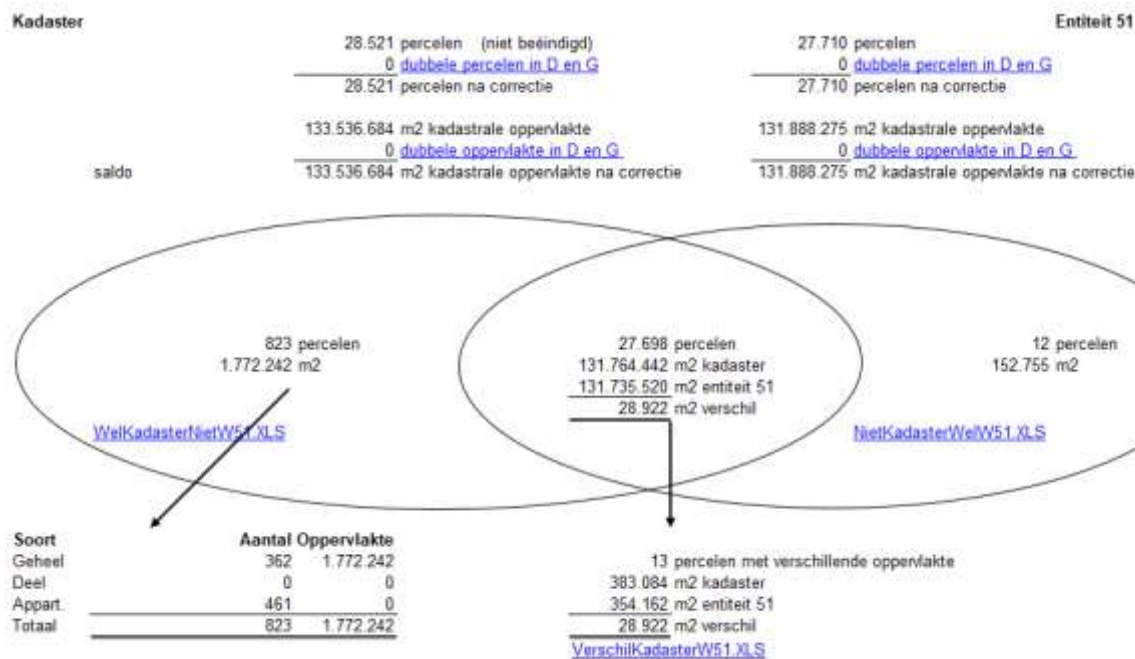 Kadaster Entiteit 51
28.521 percelen (niet beëindigd) 27.710 percelen
0 dubbele percelen in D en G 0 dubbele percelen in D en G
28.521 percelen na correctie 27.710 percelen na correctie
133.536.684 m2 kadastrale oppervlakte 131.888.275 m2 kadastrale oppervlakte
0 dubbele oppervlakte in D en G 0 dubbele oppervlakte in D en G
saldo 133.536.684 m2 kadastrale oppervlakte na correctie 131.888.275 m2 kadastrale oppervlakte na correctie
823 percelen 27.698 percelen 12 percelen
1.772.242 m2 131.764.442 m2 kadaster 152.755 m2
131.735.520 m2 entiteit 51
28.922 m2 verschil
WelKadasterNietW51.XLS NietKadasterWelW51.XLS
Soort Aantal Oppervlakte
Geheel 362 1.772.242 13 percelen met verschillende oppervlakte
Deel 0 0 383.084 m2 kadaster
Appart. 461 0 354.162 m2 entiteit 51
Totaal 823 1.772.242 28.922 m2 verschil
VerschilKadasterW51.XLS